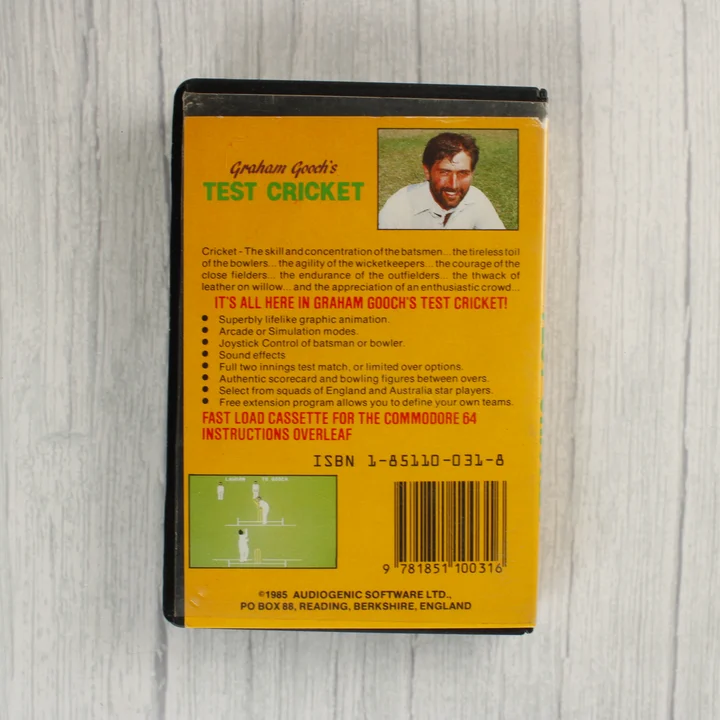 Graham Gooch's
TEST CRICKET
Cricket - The skill and concentration of the batsmen... the tireless toil
of the bowlers... the agility of the wicketkeepers... the courage of the
close fielders... the endurance of the outfielders... the thwack of
leather on willow... and the appreciation of an enthusiastic crowd...
IT'S ALL HERE IN GRAHAM GOOCH'S TEST CRICKET!
• Superbly lifelike graphic animation.
• Arcade or Simulation modes.
• Joystick Control of batsman or bowler.
• Sound effects
• Full two innings test match, or limited over options.
• Authentic scorecard and bowling figures between overs.
• Select from squads of England and Australia star players.
• Free extension program allows you to define your own teams.
FAST LOAD CASSETTE FOR THE COMMODORE 64
INSTRUCTIONS OVERLEAF
ISBN 1-85110-031-8
LAWSON TO GOOCH
9 781851 100316
©1985 AUDIOGENIC SOFTWARE LTD.,
PO BOX 88, READING, BERKSHIRE, ENGLAND